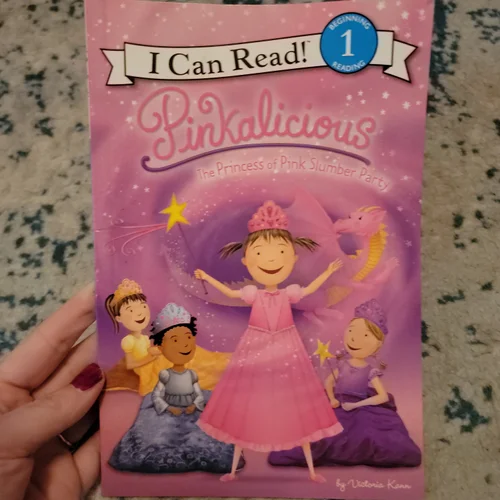 I Can Read!
BEGINNING
1
READING
Pinkalicious
The Princess of Pink Slumber Party
by Victoria Kann